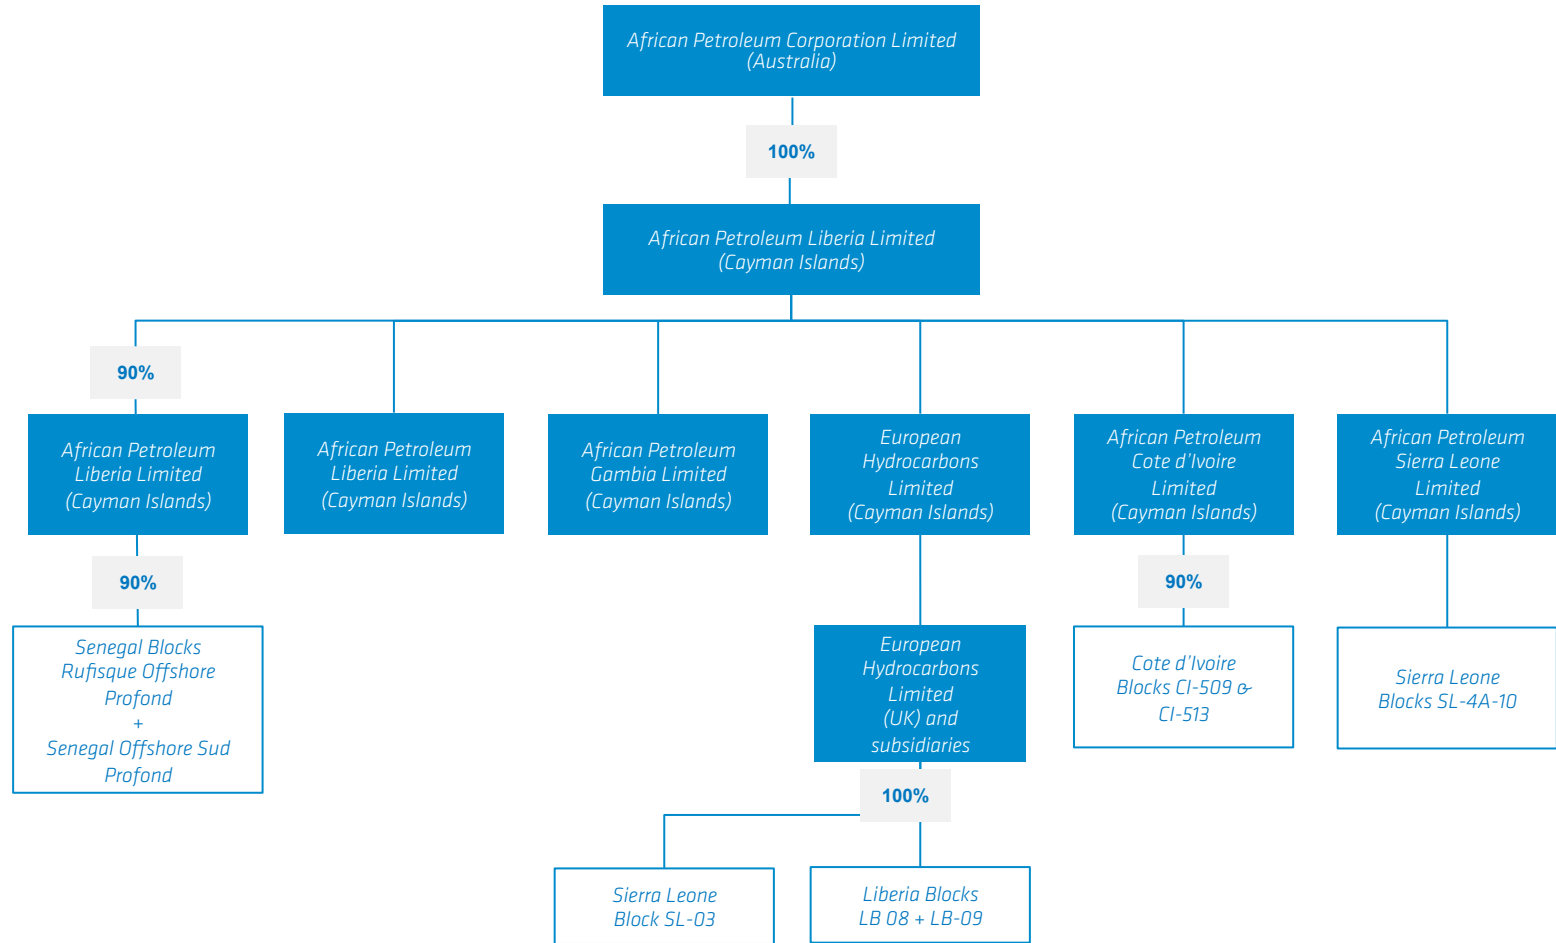 African Petroleum Corporation Limited
(Australia)
100%
African Petroleum Liberia Limited
(Cayman Islands)
90%
African Petroleum
Liberia Limited
(Cayman Islands)
African Petroleum
Liberia Limited
(Cayman Islands)
African Petroleum
Gambia Limited
(Cayman Islands)
European
Hydrocarbons
Limited
(Cayman Islands)
African Petroleum
Cote d'Ivoire
Limited
(Cayman Islands)
African Petroleum
Sierra Leone
Limited
(Cayman Islands)
90%
90%
Senegal Blocks
Rufisque Offshore
Profond
+
Senegal Offshore Sud
Profond
European
Hydrocarbons
Limited
(UK) and
subsidiaries
Cote d'Ivoire
Blocks CI-509 &
CI-513
Sierra Leone
Blocks SL-4A-10
100%
Sierra Leone
Block SL-03
Liberia Blocks
LB 08 + LB-09